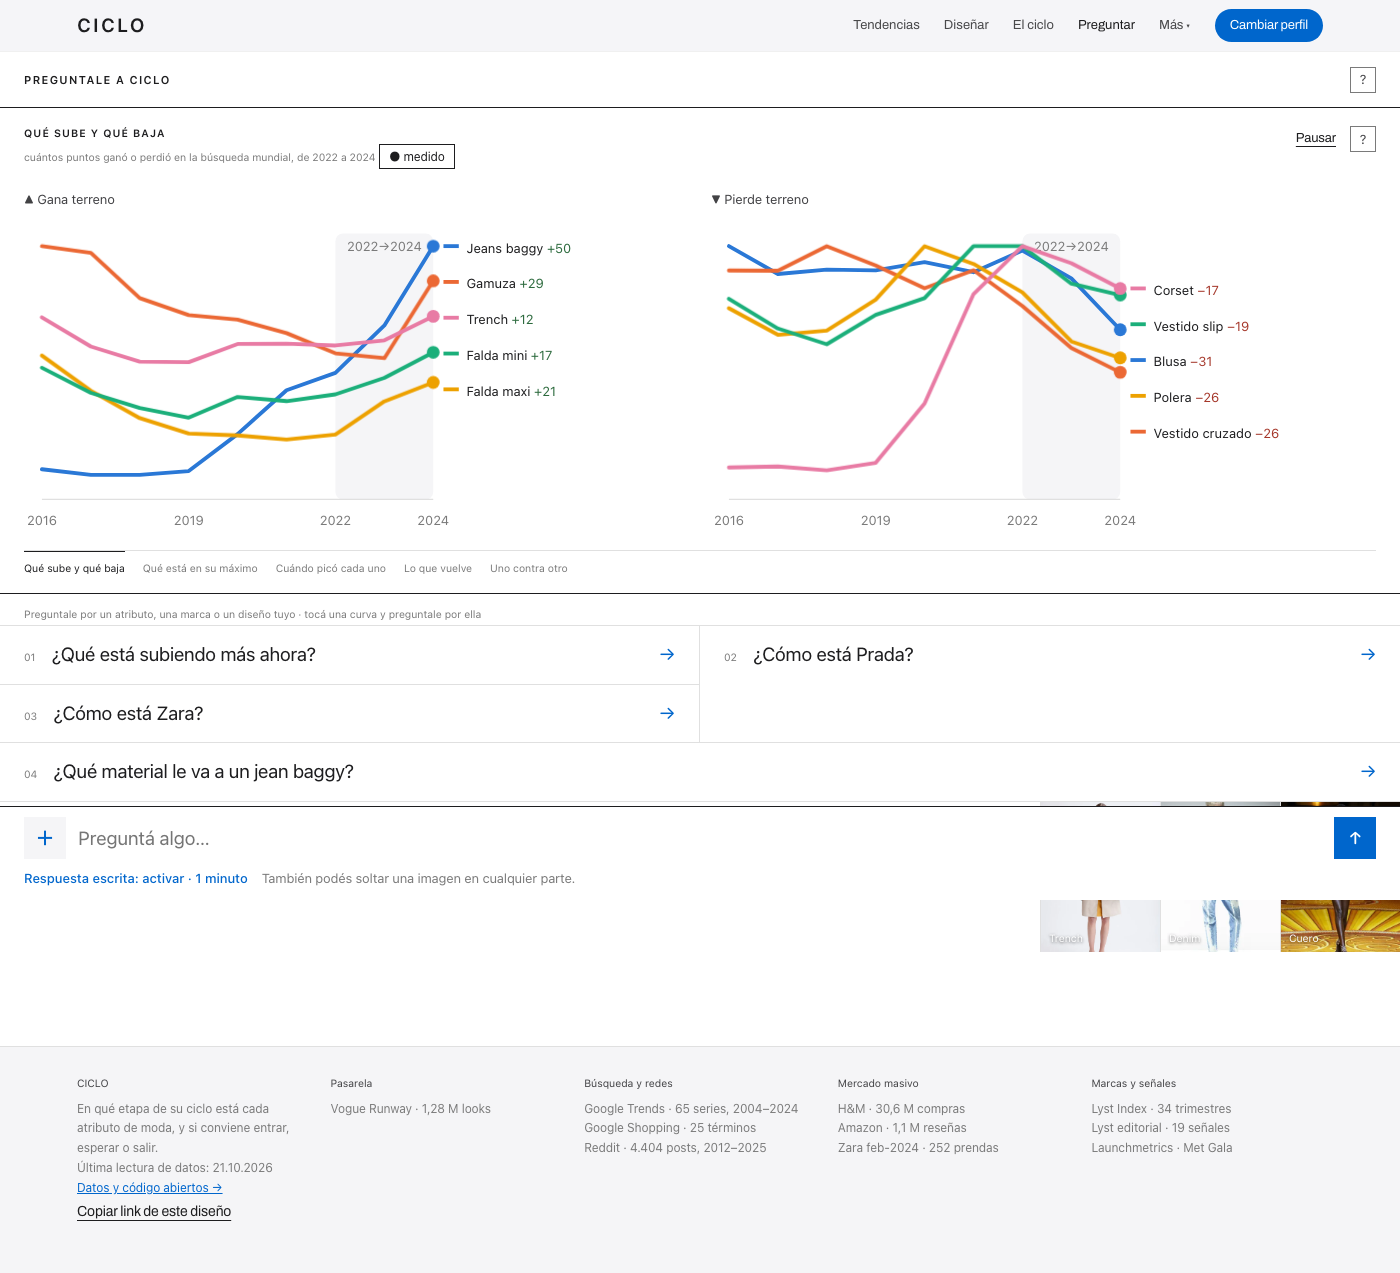 CICLO
Tendencias
Diseñar
El ciclo
Preguntar
Más
Cambiar perfil
PREGUNTALE A CICLO
?
QUÉ SUBE Y QUÉ BAJA
cuántos puntos ganó o perdió en la búsqueda mundial, de 2022 a 2024
● medido
Pausar
?
▲ Gana terreno
2022→2024
Jeans baggy +50
Gamuza +29
Trench +12
Falda mini +17
Falda maxi +21
2016 2019 2022 2024
▼ Pierde terreno
2022→2024
Corset −17
Vestido slip −19
Blusa −31
Polera −26
Vestido cruzado −26
2016 2019 2022 2024
Qué sube y qué baja
Qué está en su máximo
Cuándo picó cada uno
Lo que vuelve
Uno contra otro
Preguntale por un atributo, una marca o un diseño tuyo · tocá una curva y preguntale por ella
01 ¿Qué está subiendo más ahora? →
02 ¿Cómo está Prada? →
03 ¿Cómo está Zara? →
04 ¿Qué material le va a un jean baggy? →
+ Preguntá algo... ↑
Respuesta escrita: activar · 1 minuto
También podés soltar una imagen en cualquier parte.
Trench
Denim
Cuero
CICLO
En qué etapa de su ciclo está cada
atributo de moda, y si conviene entrar,
esperar o salir.
Última lectura de datos: 21.10.2026
Datos y código abiertos →
Copiar link de este diseño
Pasarela
Vogue Runway · 1,28 M looks
Búsqueda y redes
Google Trends · 65 series, 2004–2024
Google Shopping · 25 términos
Reddit · 4.404 posts, 2012–2025
Mercado masivo
H&M · 30,6 M compras
Amazon · 1,1 M reseñas
Zara feb-2024 · 252 prendas
Marcas y señales
Lyst Index · 34 trimestres
Lyst editorial · 19 señales
Launchmetrics · Met Gala